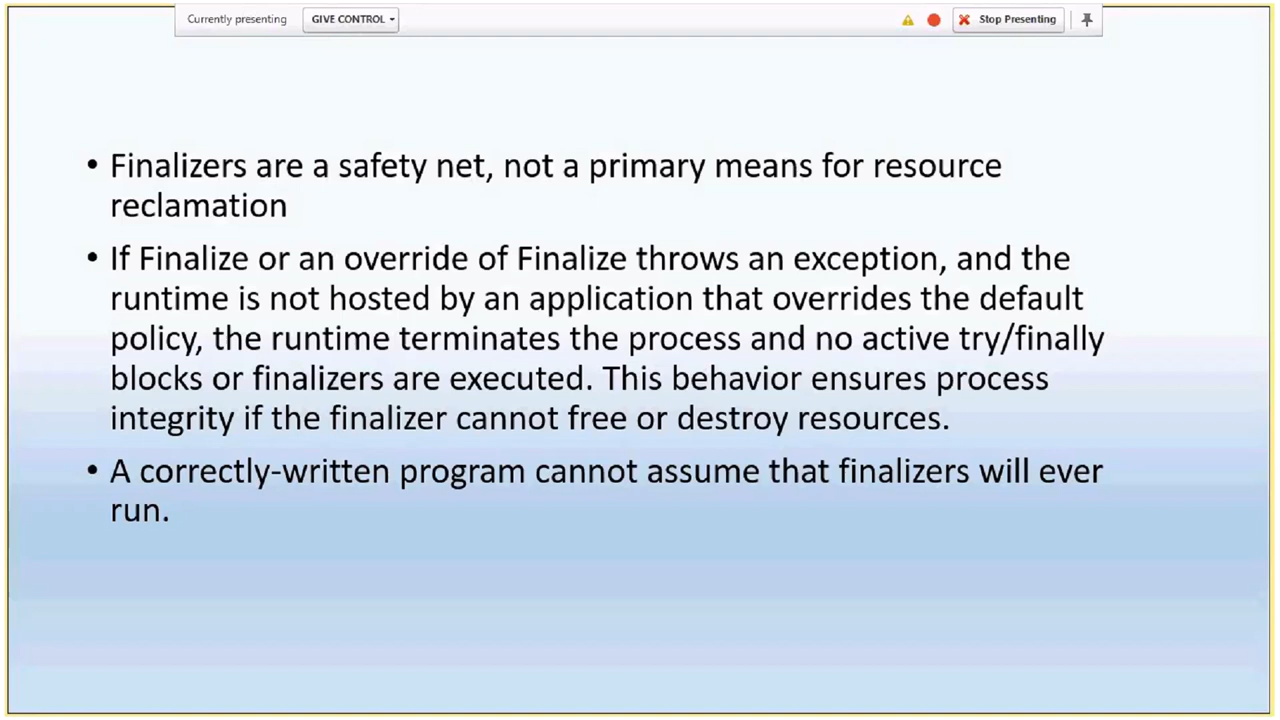 Currently presenting GIVE CONTROL Stop Presenting
• Finalizers are a safety net, not a primary means for resource
reclamation
• If Finalize or an override of Finalize throws an exception, and the
runtime is not hosted by an application that overrides the default
policy, the runtime terminates the process and no active try/finally
blocks or finalizers are executed. This behavior ensures process
integrity if the finalizer cannot free or destroy resources.
• A correctly-written program cannot assume that finalizers will ever
run.